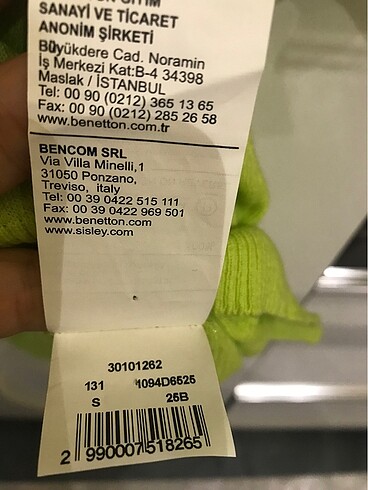 SANAYİ VE TİCARET
ANONİM ŞİRKETİ
Büyükdere Cad. Noramin
İş Merkezi Kat:B-4 34398
Maslak / İSTANBUL
Tel: 00 90 (0212) 365 13 65
Fax: 00 90 (0212) 285 26 58
www.benetton.com.tr
BENCOM SRL
Via Villa Minelli,1
31050 Ponzano,
Treviso, italy
Tel: 00 39 0422 515 111
Fax: 00 39 0422 969 501
www.benetton.com
www.sisley.com
30101262
131 1094D6525
S 25B
2 990007 518265